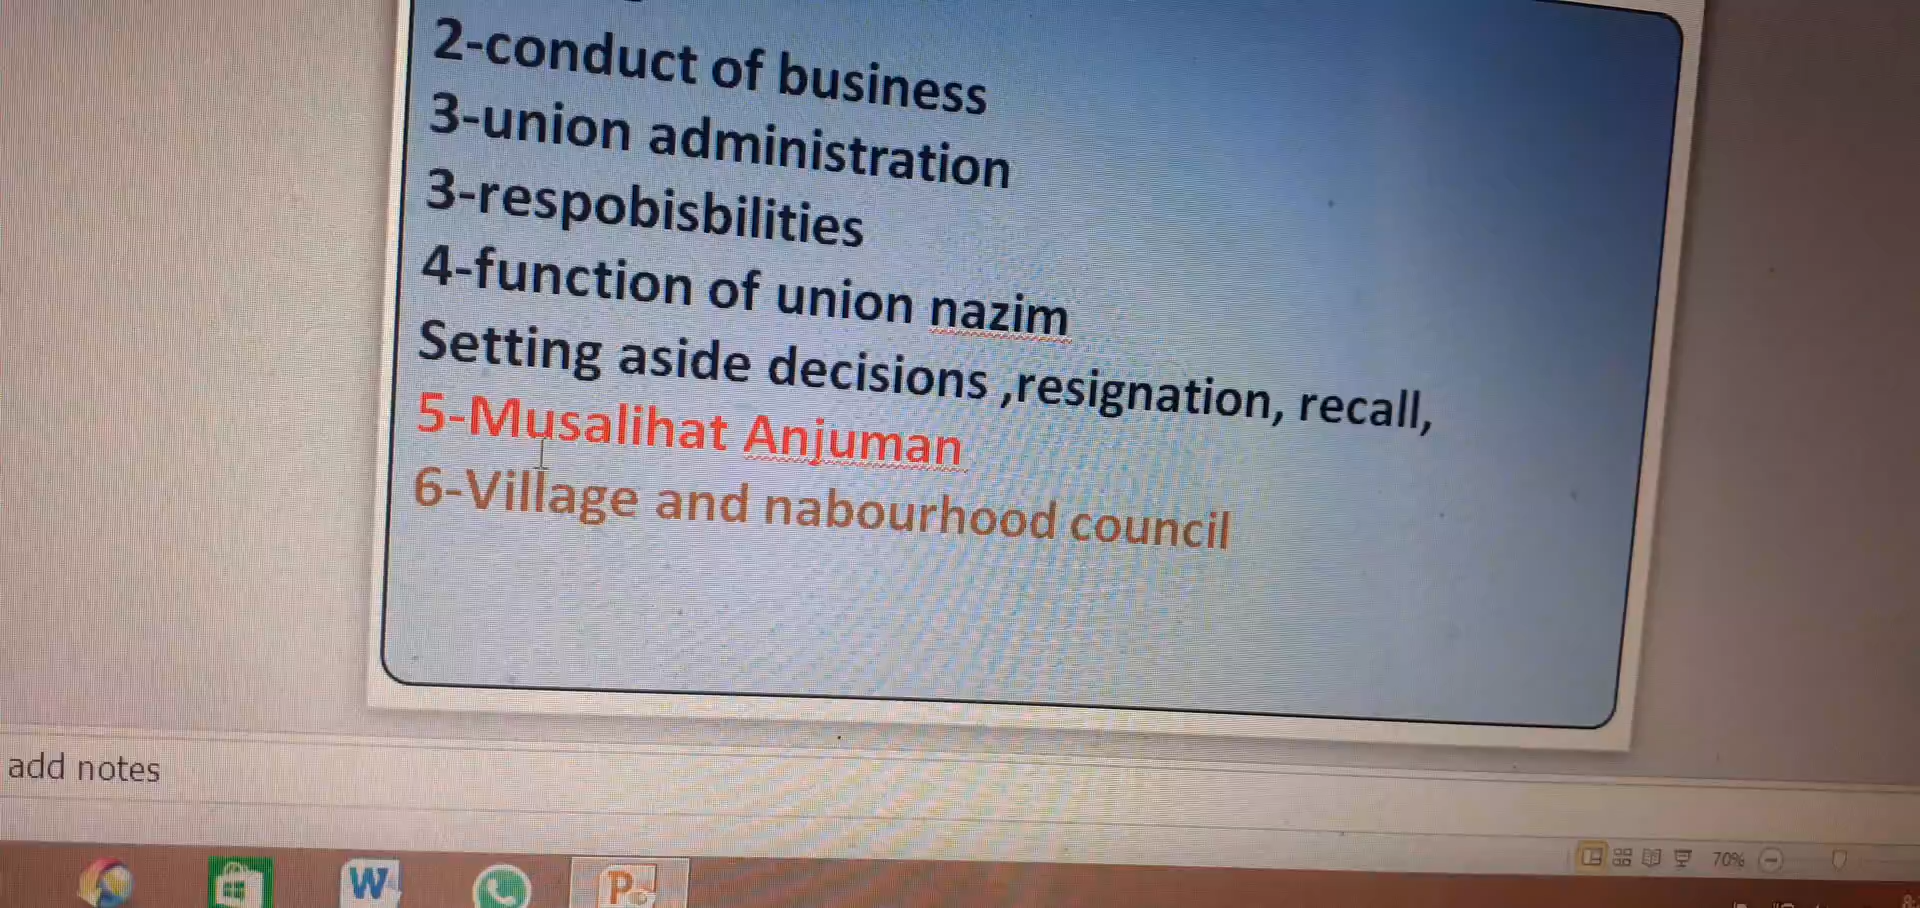 2-conduct of business
3-union administration
3-respobisbilities
4-function of union nazim
Setting aside decisions ,resignation, recall,
5-Musalihat Anjuman
6-Village and nabourhood council
add notes
70%